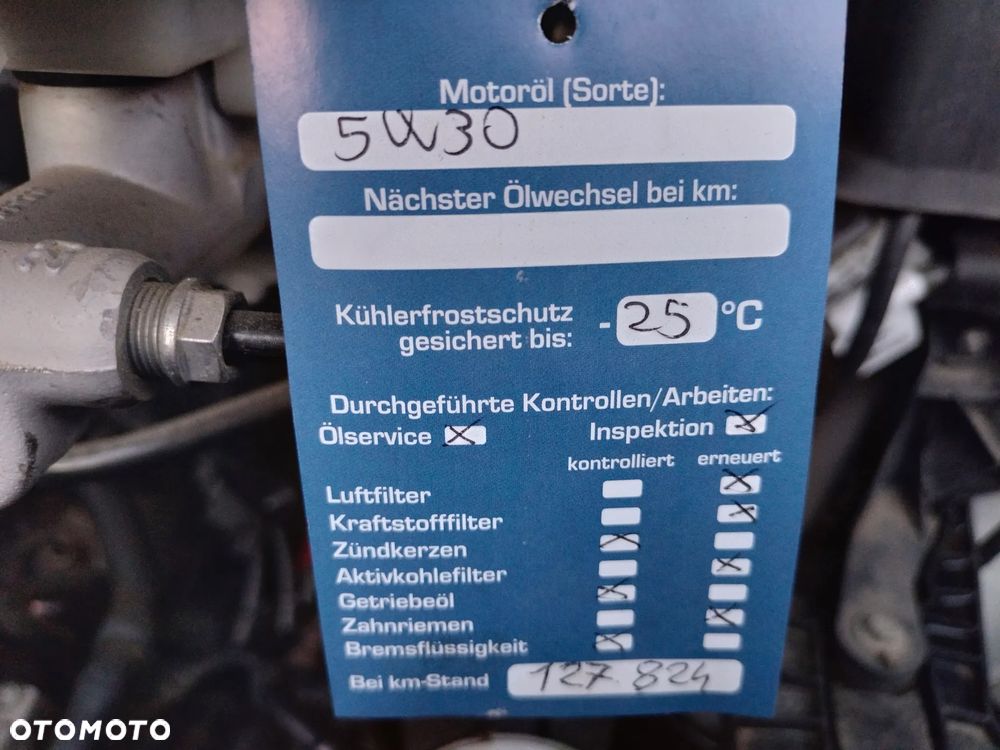 Motoröl (Sorte):
5W30
Nächster Ölwechsel bei km:
Kühlerfrostschutz
gesichert bis: - 25 °C
Durchgeführte Kontrollen/Arbeiten:
Ölservice X Inspektion X
kontrolliert erneuert
Luftfilter X
Kraftstofffilter X
Zündkerzen X
Aktivkohlefilter X
Getriebeöl X
Zahnriemen X
Bremsflüssigkeit X
Bei km-Stand 127.824
OTOMOTO